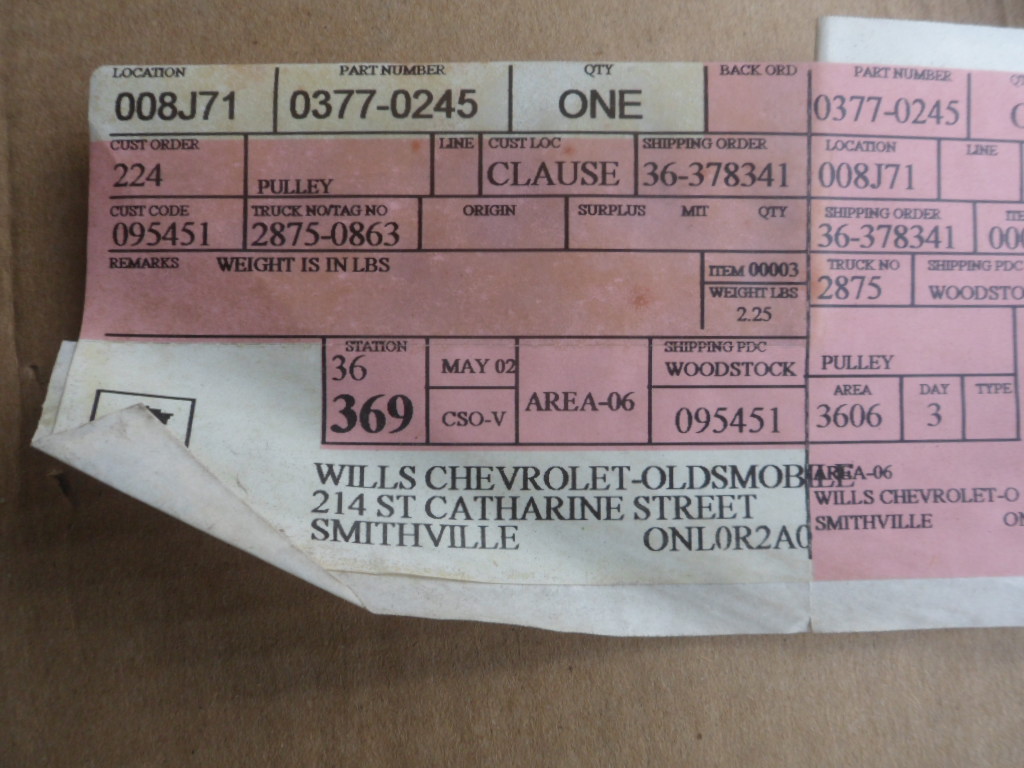 LOCATION PART NUMBER QTY BACK ORD PART NUMBER
008J71 0377-0245 ONE 0377-0245
CUST ORDER LINE CUST LOC SHIPPING ORDER LOCATION LINE
224 PULLEY CLAUSE 36-378341 008J71
CUST CODE TRUCK NO/TAG NO ORIGIN SURPLUS MIT QTY SHIPPING ORDER
095451 2875-0863 36-378341
REMARKS WEIGHT IS IN LBS ITEM 00003 TRUCK NO SHIPPING PDC
WEIGHT LBS 2875 WOODSTO
2.25
STATION SHIPPING PDC
36 MAY 02 WOODSTOCK PULLEY
369 CSO-V AREA-06 095451 AREA DAY TYPE
3606 3
WILLS CHEVROLET-OLDSMOBILE AREA-06
214 ST CATHARINE STREET WILLS CHEVROLET-O
SMITHVILLE ONL0R2A0 SMITHVILLE